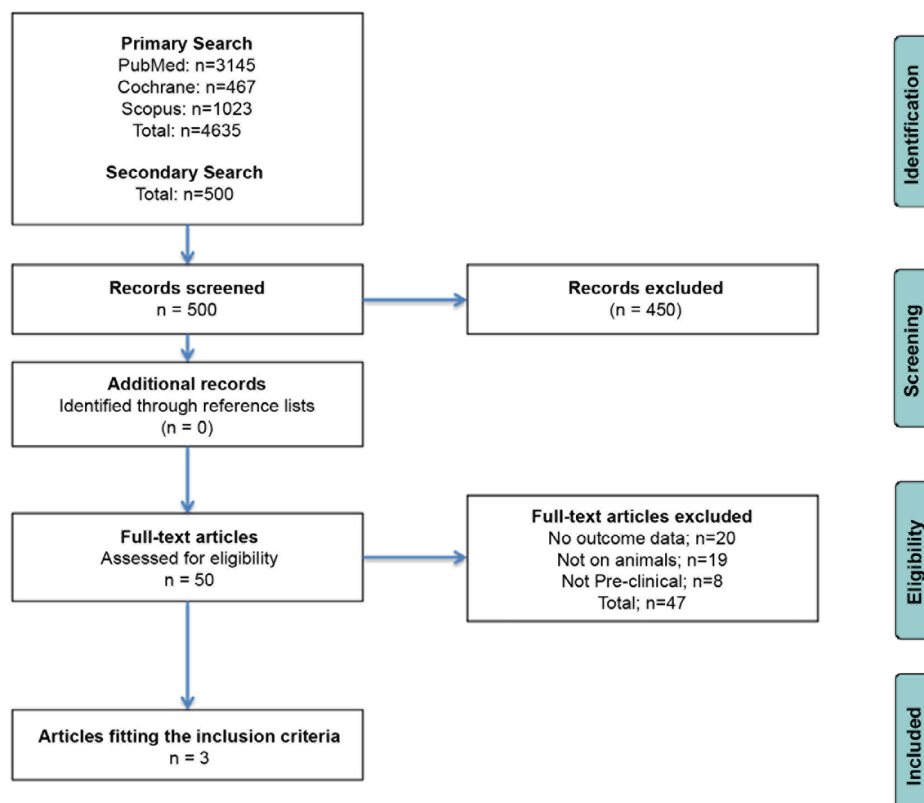 Primary Search
PubMed: n=3145
Cochrane: n=467
Scopus: n=1023
Total: n=4635
Secondary Search
Total: n=500
Identification
Records screened
n = 500
Records excluded
(n = 450)
Screening
Additional records
Identified through reference lists
(n = 0)
Full-text articles
Assessed for eligibility
n = 50
Full-text articles excluded
No outcome data; n=20
Not on animals; n=19
Not Pre-clinical; n=8
Total; n=47
Eligibility
Articles fitting the inclusion criteria
n = 3
Included